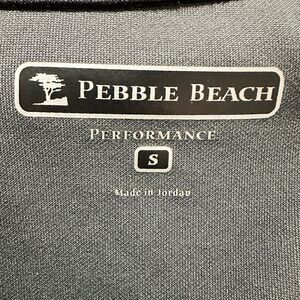 PEBBLE BEACH
PERFORMANCE
S
Made in Jordan